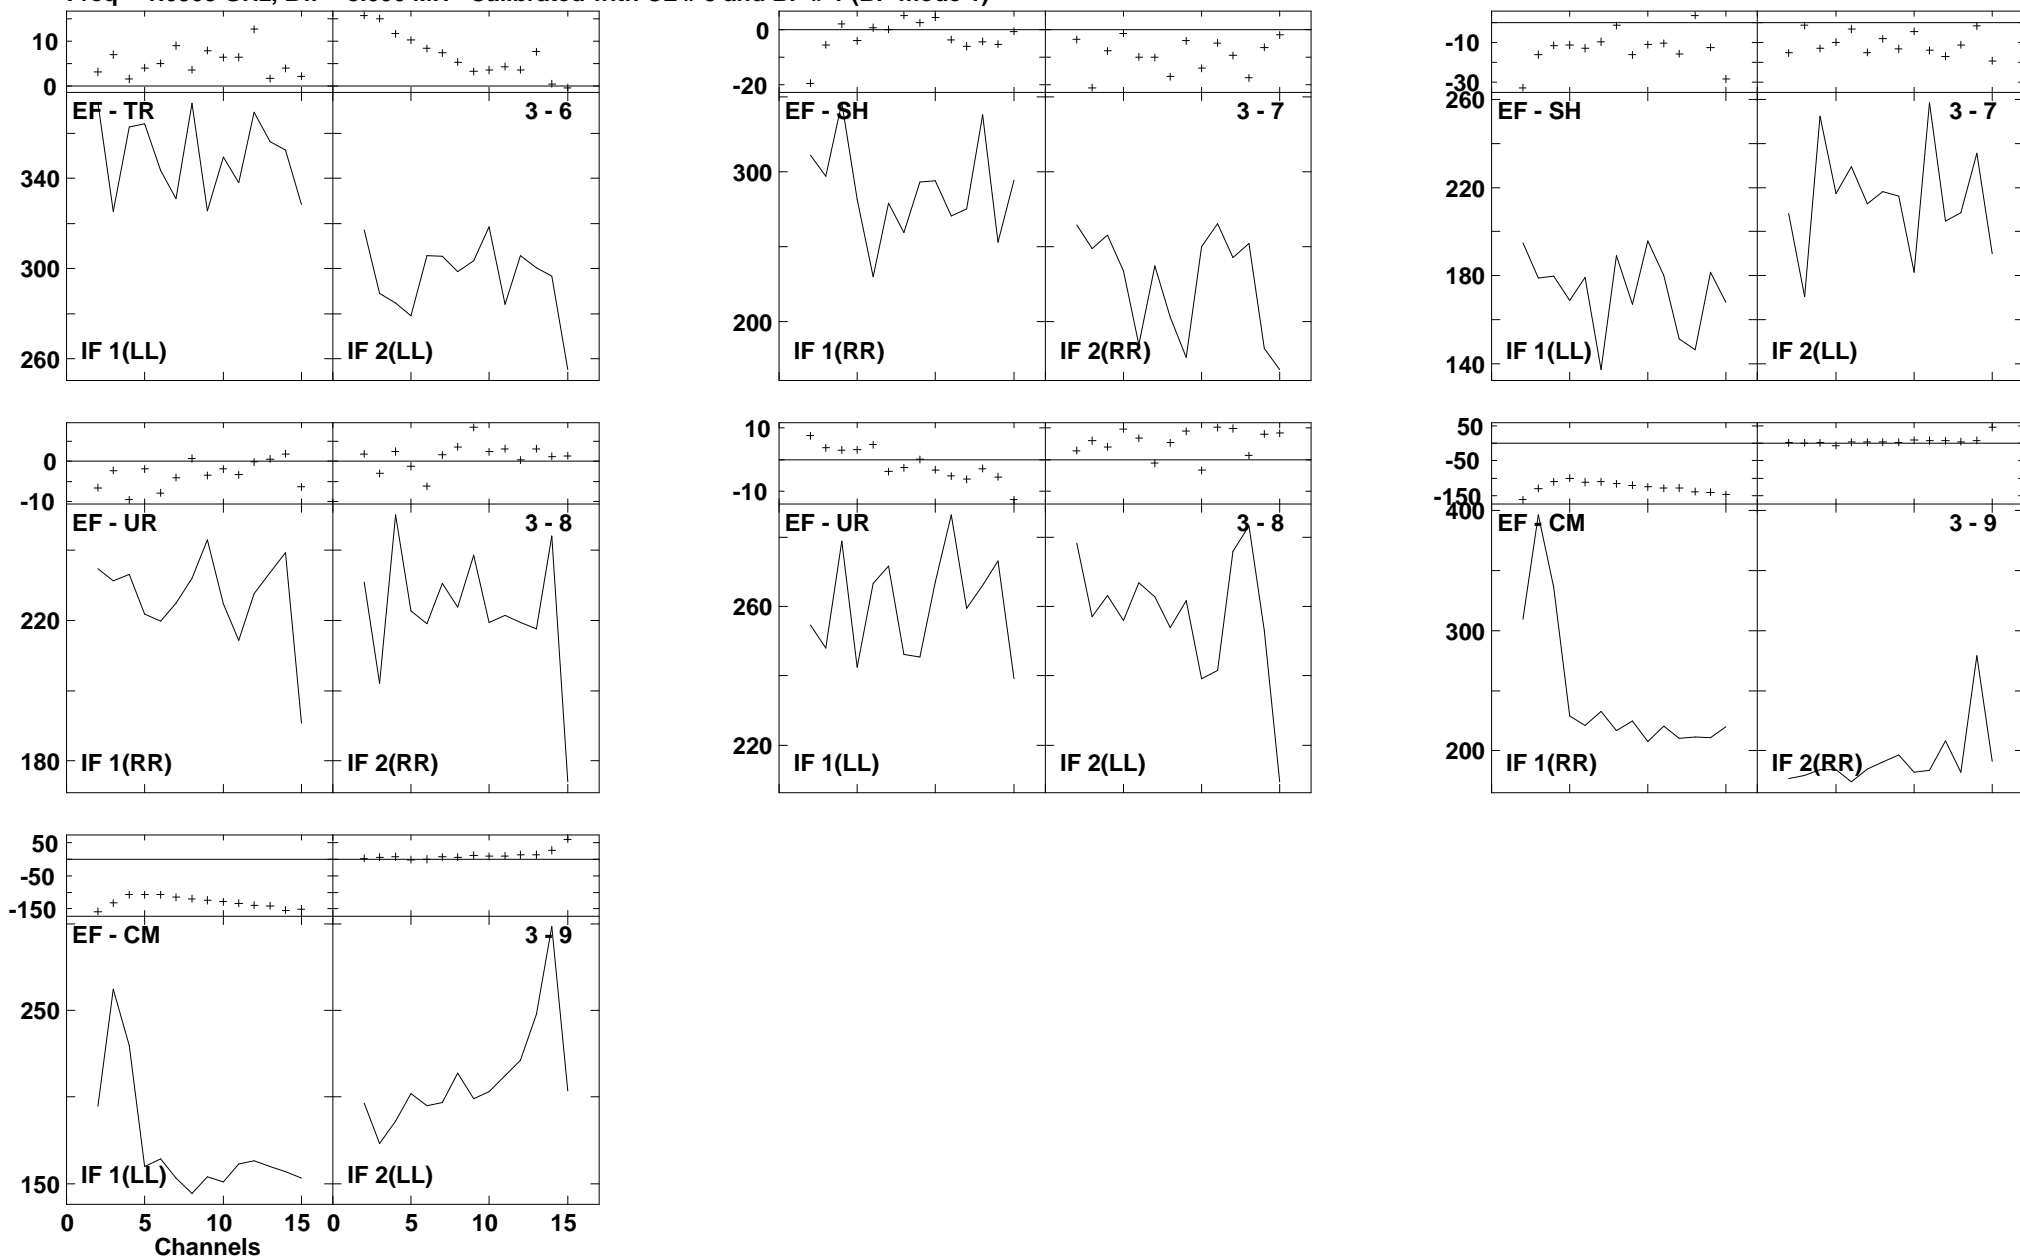 10
0
EF - TR
3 - 6
340
300
260
IF 1(LL)
IF 2(LL)
0
-20
EF - SH
3 - 7
300
200
IF 1(RR)
IF 2(RR)
-10
-30
260
EF - SH
3 - 7
220
180
140
IF 1(LL)
IF 2(LL)
0
-10
EF - UR
3 - 8
220
180
IF 1(RR)
IF 2(RR)
10
-10
EF - UR
3 - 8
260
220
IF 1(LL)
IF 2(LL)
50
-50
-150
400
EF - CM
3 - 9
300
200
IF 1(RR)
IF 2(RR)
50
-50
-150
EF - CM
3 - 9
250
150
IF 1(LL)
IF 2(LL)
0 5 10 15 0 5 10 15
Channels